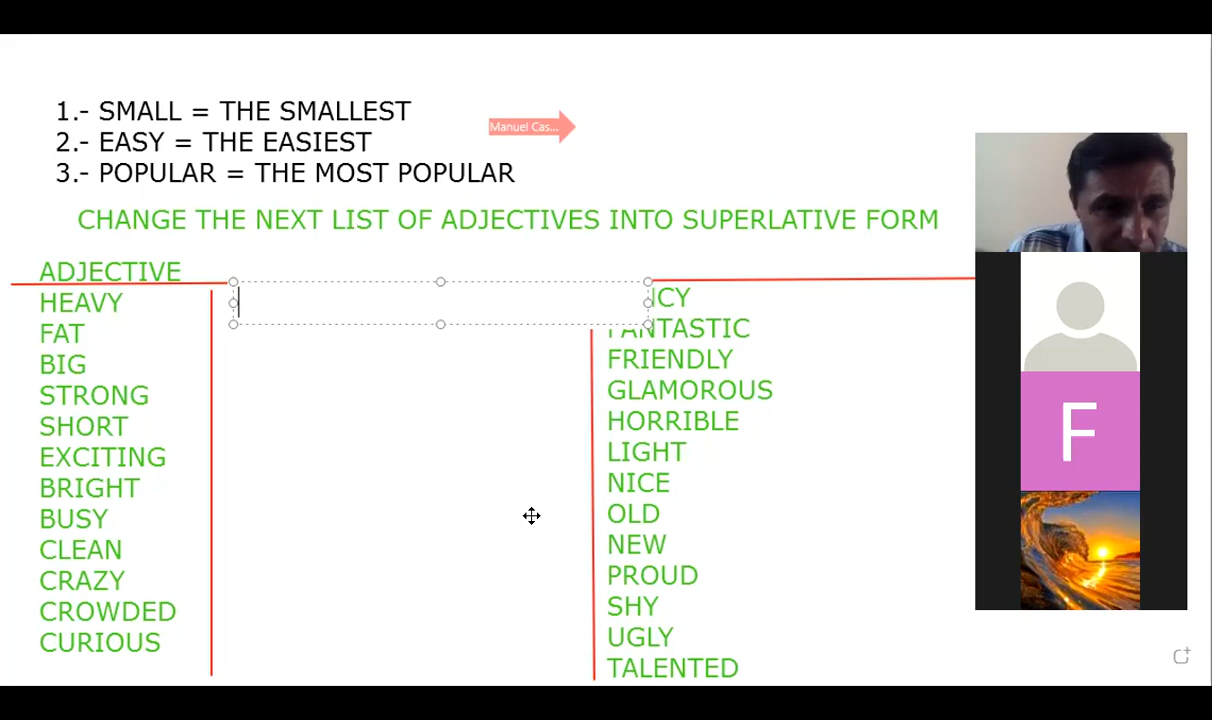 1.- SMALL = THE SMALLEST
2.- EASY = THE EASIEST
3.- POPULAR = THE MOST POPULAR
Manuel Cas...
CHANGE THE NEXT LIST OF ADJECTIVES INTO SUPERLATIVE FORM
ADJECTIVE
HEAVY
FAT
BIG
STRONG
SHORT
EXCITING
BRIGHT
BUSY
CLEAN
CRAZY
CROWDED
CURIOUS
FANTASTIC
FRIENDLY
GLAMOROUS
HORRIBLE
LIGHT
NICE
OLD
NEW
PROUD
SHY
UGLY
TALENTED
F